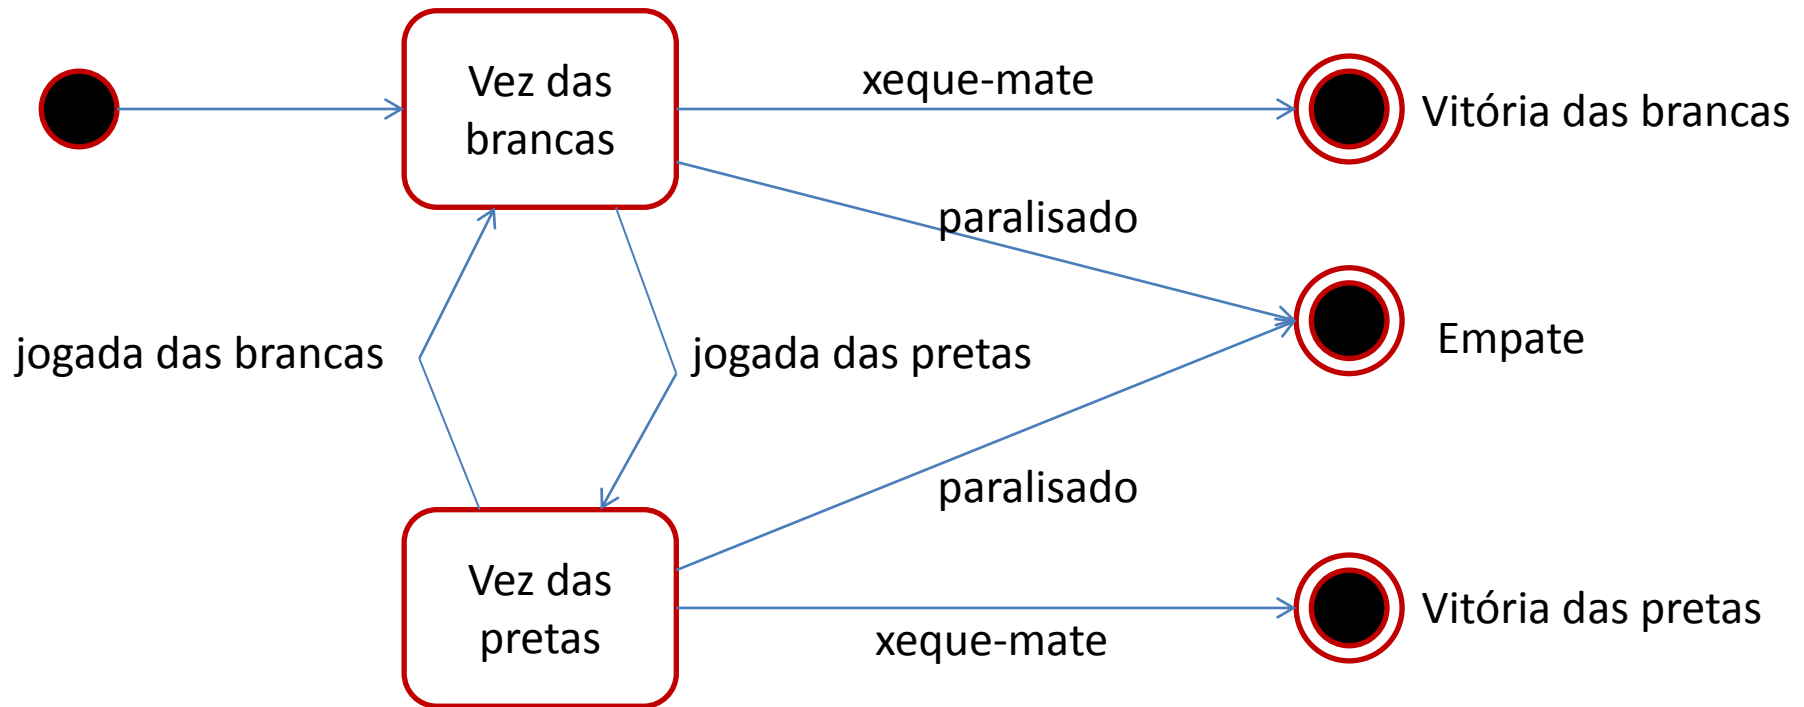 Vez das
brancas
xeque-mate
Vitória das brancas
paralisado
Empate
jogada das brancas
jogada das pretas
paralisado
Vez das
pretas
xeque-mate
Vitória das pretas